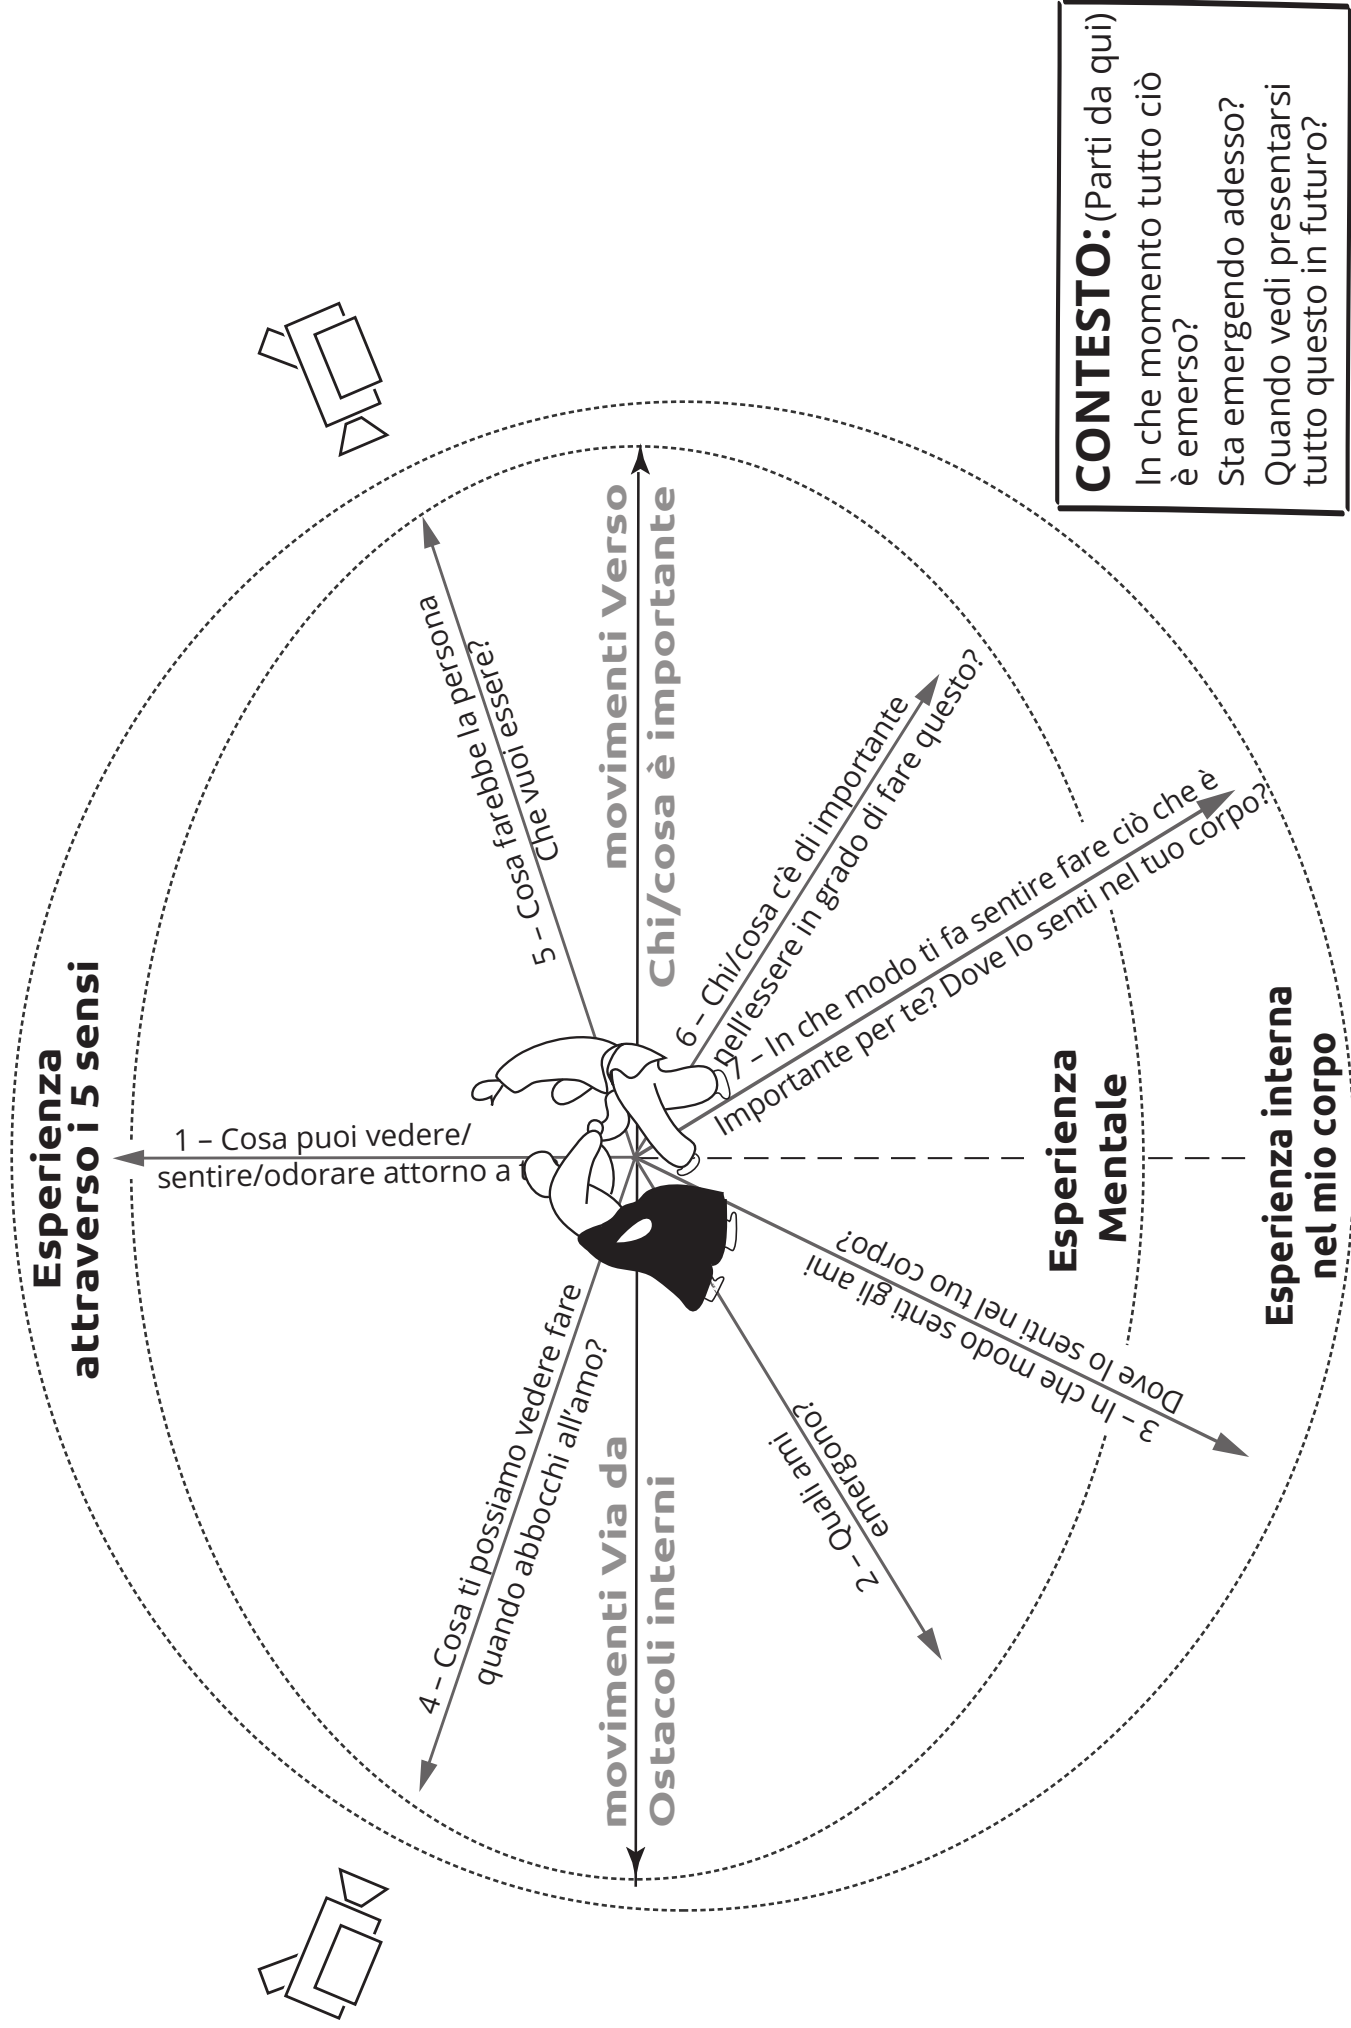 CONTESTO:(Parti da qui)
In che momento tutto ciò
è emerso?
Sta emergendo adesso?
Quando vedi presentarsi
tutto questo in futuro?
Esperienza
attraverso i 5 sensi
1 – Cosa puoi vedere/
sentire/odorare attorno a
4 – Cosa ti possiamo vedere fare
quando abbocchi all’amo?
5 – Cosa farebbe la persona
Che vuoi essere?
movimenti Via da
Ostacoli interni
movimenti Verso
Chi/cosa è importante
2 – Quali ami
emergono?
3 – In che modo senti gli ami
Dove lo senti nel tuo corpo?
6 – Chi/cosa c’è di importante
nell’essere in grado di fare questo?
7 – In che modo ti fa sentire fare ciò che è
Importante per te? Dove lo senti nel tuo corpo?
Esperienza
Mentale
Esperienza interna
nel mio corpo